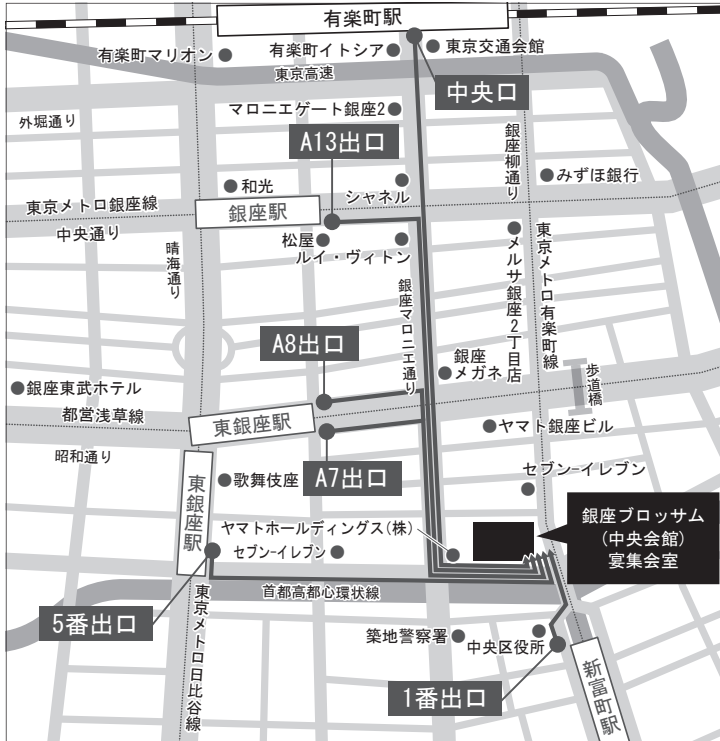 有楽町駅
有楽町マリオン
有楽町イトシア
東京交通会館
東京高速
中央口
マロニエゲート銀座2
外堀通り
A13出口
銀座柳通り
和光
シャネル
みずほ銀行
東京メトロ銀座線
銀座駅
中央通り
松屋
ルイ・ヴィトン
晴海通り
銀座マロニエ通り
メルサ銀座2丁目店
東京メトロ有楽町線
A8出口
銀座
メガネ
歩道橋
銀座東武ホテル
都営浅草線
東銀座駅
ヤマト銀座ビル
昭和通り
セブン-イレブン
東銀座駅
歌舞伎座
A7出口
ヤマトホールディングス(株)
セブン-イレブン
銀座ブロッサム
(中央会館)
宴集会室
首都高都心環状線
5番出口
東京メトロ日比谷線
築地警察署
中央区役所
1番出口
新富町駅